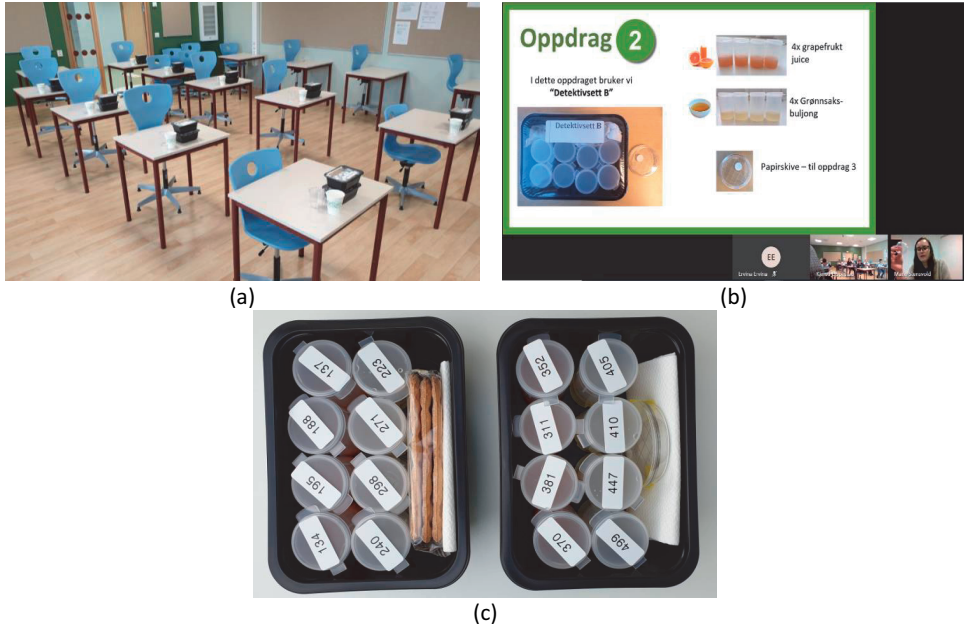 (a)
Oppdrag 2
I dette oppdraget bruker vi
“Detektivsett B”
Detektivsett B
4x grapefrukt
juice
4x Grønnsaks-
buljong
Papirskive – til oppdrag 3
EE
(b)
137
223
188
271
195
298
134
240
352
405
311
410
381
447
370
499
(c)